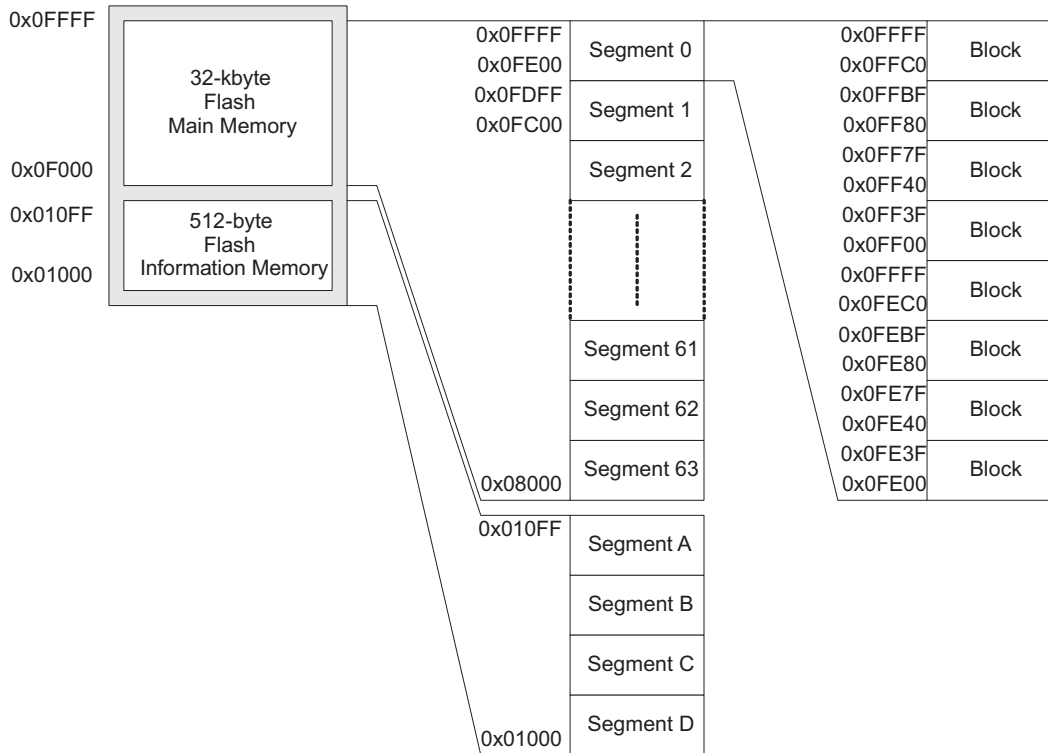 0x0FFFF
32-kbyte
Flash
Main Memory
0x0F000
0x010FF
512-byte
Flash
Information Memory
0x01000
0x0FFFF
Segment 0
0x0FE00
0x0FDFF
Segment 1
0x0FC00
Segment 2
Segment 61
Segment 62
Segment 63
0x08000
0x010FF
Segment A
Segment B
Segment C
Segment D
0x01000
0x0FFFF
Block
0x0FFC0
0x0FFBF
Block
0x0FF80
0x0FF7F
Block
0x0FF40
0x0FF3F
Block
0x0FF00
0x0FFFF
Block
0x0FEC0
0x0FEBF
Block
0x0FE80
0x0FE7F
Block
0x0FE40
0x0FE3F
Block
0x0FE00